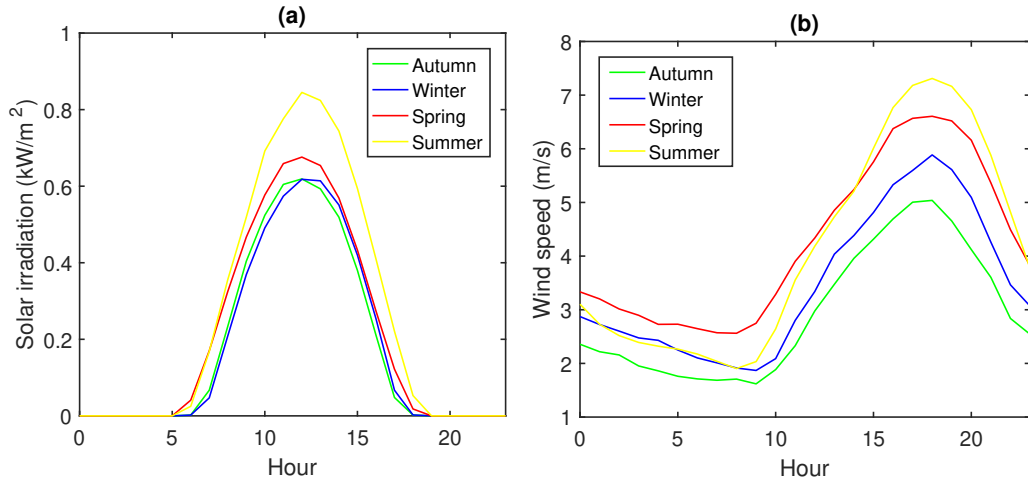 (a)
Solar irradiation (kW/m 2)
1
0.8
0.6
0.4
0.2
0
0 5 10 15 20
Hour
Autumn
Winter
Spring
Summer
(b)
Wind speed (m/s)
8
7
6
5
4
3
2
1
0 5 10 15 20
Hour
Autumn
Winter
Spring
Summer